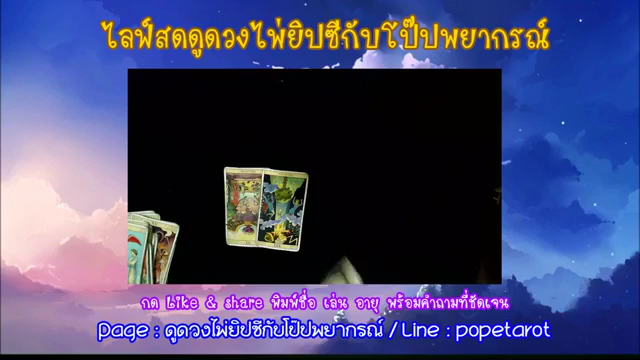 ไลฟ์สดดูดวงไพ่ยิปซีกับโป๊ปพยากรณ์
กด Like & share พิมพ์ชื่อ เล่น อายุ พร้อมคำถามที่ชัดเจน
Page : ดูดวงไพ่ยิปซีกับโป๊ปพยากรณ์ / Line : popetarot